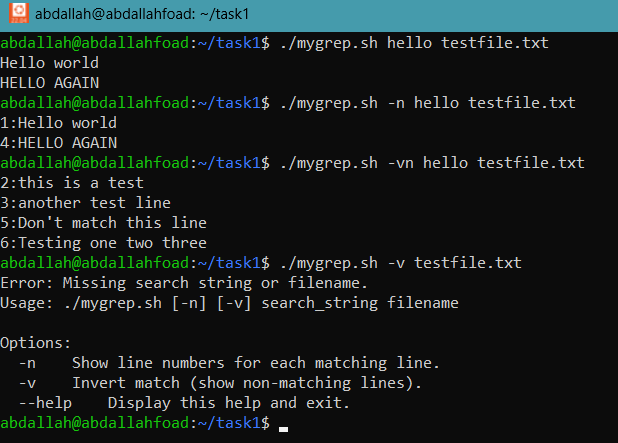 22.04
abdallah@abdallahfoad: ~/task1
abdallah@abdallahfoad:~/task1$ ./mygrep.sh hello testfile.txt
Hello world
HELLO AGAIN
abdallah@abdallahfoad:~/task1$ ./mygrep.sh -n hello testfile.txt
1:Hello world
4:HELLO AGAIN
abdallah@abdallahfoad:~/task1$ ./mygrep.sh -vn hello testfile.txt
2:this is a test
3:another test line
5:Don't match this line
6:Testing one two three
abdallah@abdallahfoad:~/task1$ ./mygrep.sh -v testfile.txt
Error: Missing search string or filename.
Usage: ./mygrep.sh [-n] [-v] search_string filename

Options:
  -n    Show line numbers for each matching line.
  -v    Invert match (show non-matching lines).
  --help    Display this help and exit.
abdallah@abdallahfoad:~/task1$